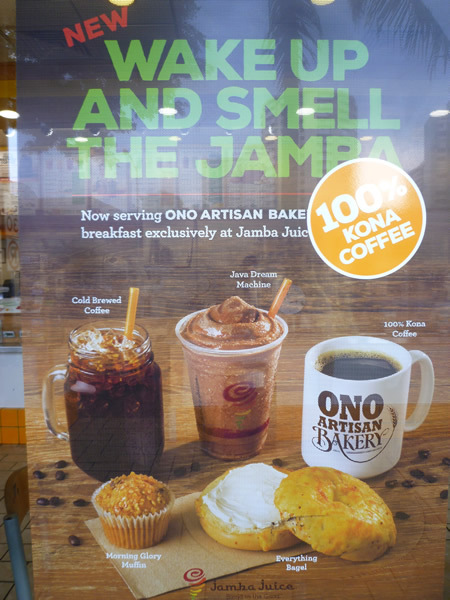 NEW
WAKE UP
AND SMELL
THE JAMBA
Now serving ONO ARTISAN BAKE
breakfast exclusively at Jamba Juic
100%
KONA
COFFEE
Java Dream
Machine
Cold Brewed
Coffee
100% Kona
Coffee
ONO
ARTISAN
BAKERY
Morning Glory
Muffin
Everything
Bagel
Jamba Juice